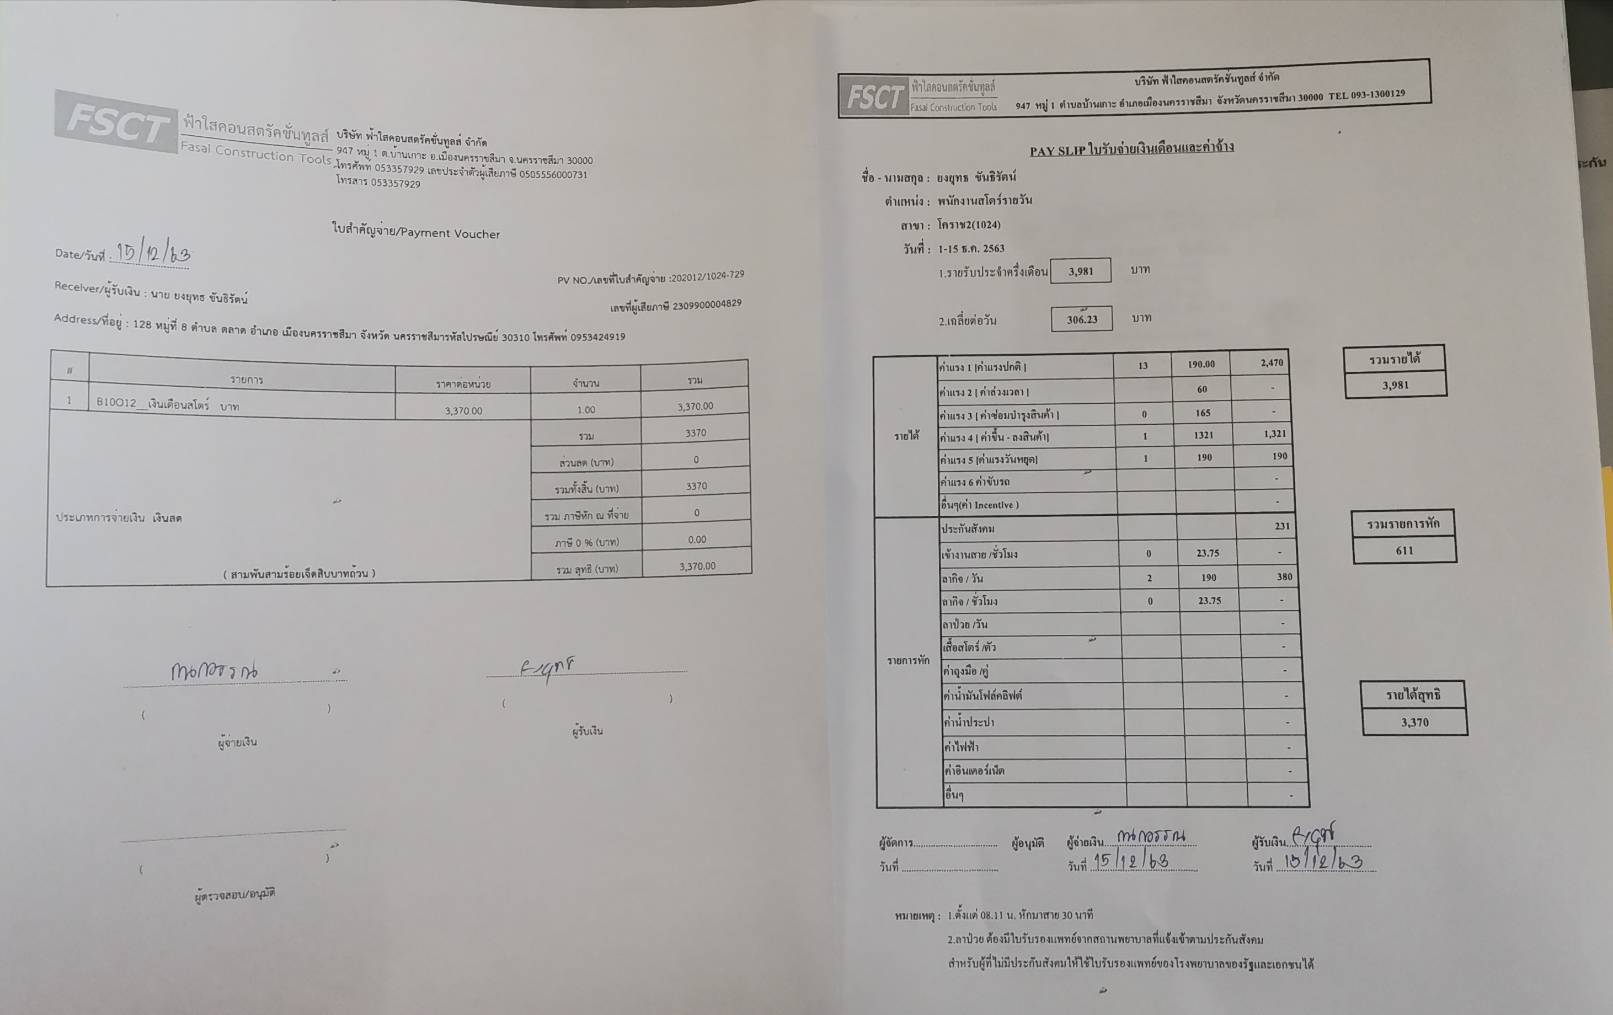 FSCT
ฟ้าใสคอนสตรัคชั่นทูลส์
Fasai Construction Tools
บริษัท ฟ้าใสคอนสตรัคชั่นทูลส์ จำกัด
947 หมู่ 1 ต.บ้านเกาะ อ.เมืองนครราชสีมา จ.นครราชสีมา 30000
โทรศัพท์ 053357929 เลขประจำตัวผู้เสียภาษี 0505556000731
โทรสาร 053357929
ใบสำคัญจ่าย/Payment Voucher
Date/วันที่ : 15/12/63
PV NO./เลขที่ใบสำคัญจ่าย :202012/1024-729
Receiver/ผู้รับเงิน : นาย ยงยุทธ ขันธิรัตน์
เลขที่ผู้เสียภาษี 2309900004829
Address/ที่อยู่ : 128 หมู่ที่ 8 ตำบล ตลาด อำเภอ เมืองนครราชสีมา จังหวัด นครราชสีมารหัสไปรษณีย์ 30310 โทรศัพท์ 0953424919
# รายการ ราคาต่อหน่วย จำนวน รวม
1 B10012__เงินเดือนสโตร์ บาท 3,370.00 1.00 3,370.00
รวม 3370
ส่วนลด (บาท) 0
รวมทั้งสิ้น (บาท) 3370
ประเภทการจ่ายเงิน เงินสด
รวม ภาษีหัก ณ ที่จ่าย 0
ภาษี 0 % (บาท) 0.00
( สามพันสามร้อยเจ็ดสิบบาทถ้วน ) รวม สุทธิ (บาท) 3,370.00
( ) ( )
ผู้จ่ายเงิน ผู้รับเงิน
( )
ผู้ตรวจสอบ/อนุมัติ
FSCT
ฟ้าใสคอนสตรัคชั่นทูลส์
Fasai Construction Tools
บริษัท ฟ้าใสคอนสตรัคชั่นทูลส์ จำกัด
947 หมู่ 1 ตำบลบ้านเกาะ อำเภอเมืองนครราชสีมา จังหวัดนครราชสีมา 30000 TEL 093-1300129
PAY SLIP ใบรับจ่ายเงินเดือนและค่าจ้าง
ชื่อ - นามสกุล : ยงยุทธ ขันธิรัตน์
ตำแหน่ง : พนักงานสโตร์รายวัน
สาขา : โคราช2(1024)
วันที่ : 1-15 ธ.ค. 2563
1.รายรับประจำครึ่งเดือน 3,981 บาท
2.เฉลี่ยต่อวัน 306.23 บาท
รายได้
ค่าแรง 1 [ค่าแรงปกติ ] 13 190.00 2,470
ค่าแรง 2 [ ค่าล่วงเวลา ] 60 -
ค่าแรง 3 [ ค่าซ่อมบำรุงสินค้า ] 0 165 -
ค่าแรง 4 [ ค่าขึ้น - ลงสินค้า] 1 1321 1,321
ค่าแรง 5 [ค่าแรงวันหยุด] 1 190 190
ค่าแรง 6 ค่าขับรถ -
อื่นๆ(ค่า Incentive ) -
รวมรายได้
3,981
รายการหัก
ประกันสังคม 231
เข้างานสาย /ชั่วโมง 0 23.75 -
ลากิจ / วัน 2 190 380
ลากิจ / ชั่วโมง 0 23.75 -
ลาป่วย /วัน -
เสื้อสโตร์ /ตัว -
ค่าถุงมือ /คู่ -
ค่าน้ำมันโฟล์คลิฟต์ -
ค่าน้ำประปา -
ค่าไฟฟ้า -
ค่าอินเตอร์เน็ต -
อื่นๆ -
รวมรายการหัก
611
รายได้สุทธิ
3,370
ผู้จัดการ ผู้อนุมัติ ผู้จ่ายเงิน ผู้รับเงิน
วันที่ วันที่ 15/12/63 วันที่ 15/12/63
หมายเหตุ : 1.ตั้งแต่ 08.11 น. หักมาสาย 30 นาที
2.ลาป่วย ต้องมีใบรับรองแพทย์จากสถานพยาบาลที่แจ้งเข้าตามประกันสังคม
สำหรับผู้ที่ไม่มีประกันสังคมให้ใช้ใบรับรองแพทย์ของโรงพยาบาลของรัฐและเอกชนได้